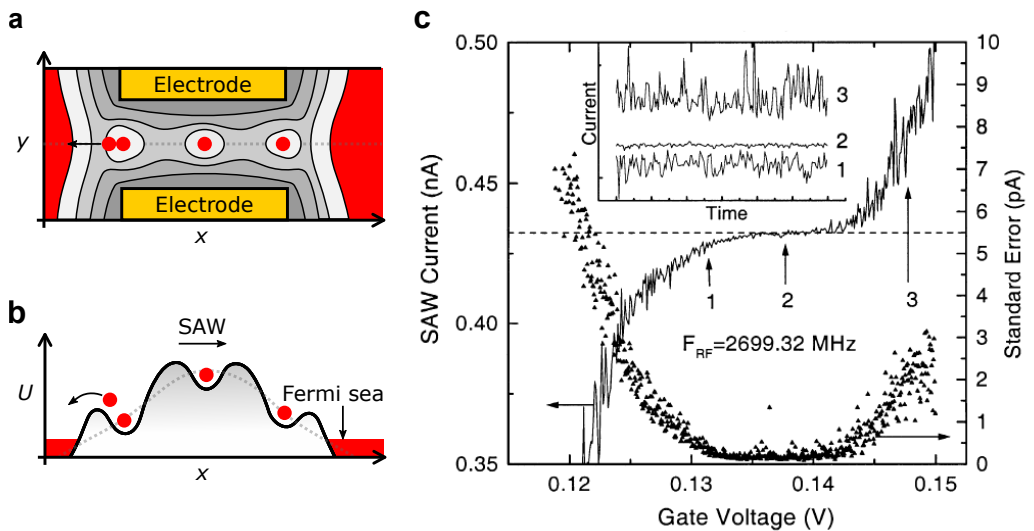 a
Electrode
y
Electrode
x
b
SAW
U
Fermi sea
x
c
0.50
0.45
0.40
0.35
SAW Current (nA)
Current
Time
3
2
1
1
2
3
F_RF=2699.32 MHz
0.12
0.13
0.14
0.15
Gate Voltage (V)
10
9
8
7
6
5
4
3
2
1
0
Standard Error (pA)